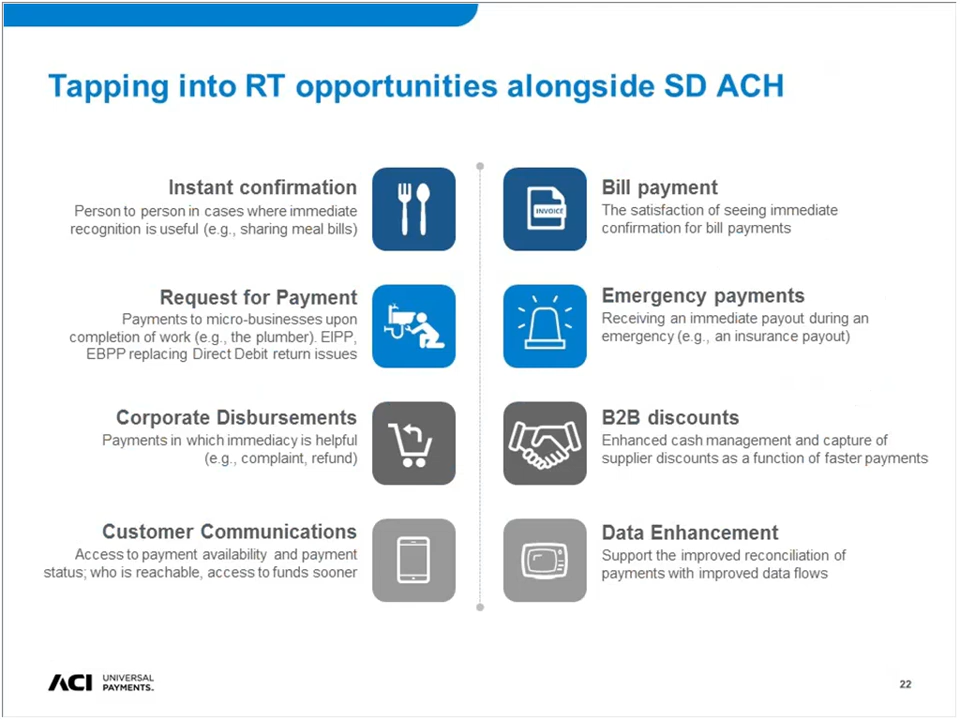 Tapping into RT opportunities alongside SD ACH
Instant confirmation
Person to person in cases where immediate
recognition is useful (e.g., sharing meal bills)
Request for Payment
Payments to micro-businesses upon
completion of work (e.g., the plumber). EIPP,
EBPP replacing Direct Debit return issues
Corporate Disbursements
Payments in which immediacy is helpful
(e.g., complaint, refund)
Customer Communications
Access to payment availability and payment
status; who is reachable, access to funds sooner
INVOICE
Bill payment
The satisfaction of seeing immediate
confirmation for bill payments
Emergency payments
Receiving an immediate payout during an
emergency (e.g., an insurance payout)
B2B discounts
Enhanced cash management and capture of
supplier discounts as a function of faster payments
Data Enhancement
Support the improved reconciliation of
payments with improved data flows
ACI UNIVERSAL
PAYMENTS.
22